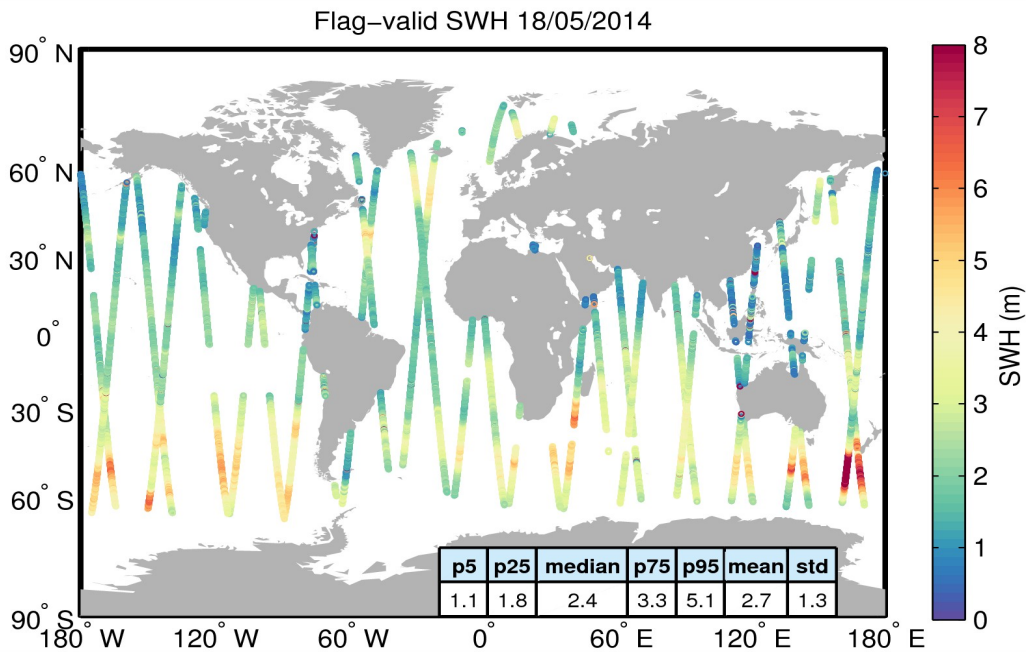 Flag−valid SWH 18/05/2014
90° N
60° N
30° N
0°
30° S
60° S
90° S
180° W
120° W
60° W
0°
60° E
120° E
180° E
p5 p25 median p75 p95 mean std
1.1 1.8 2.4 3.3 5.1 2.7 1.3
8
7
6
5
4
3
2
1
0
SWH (m)